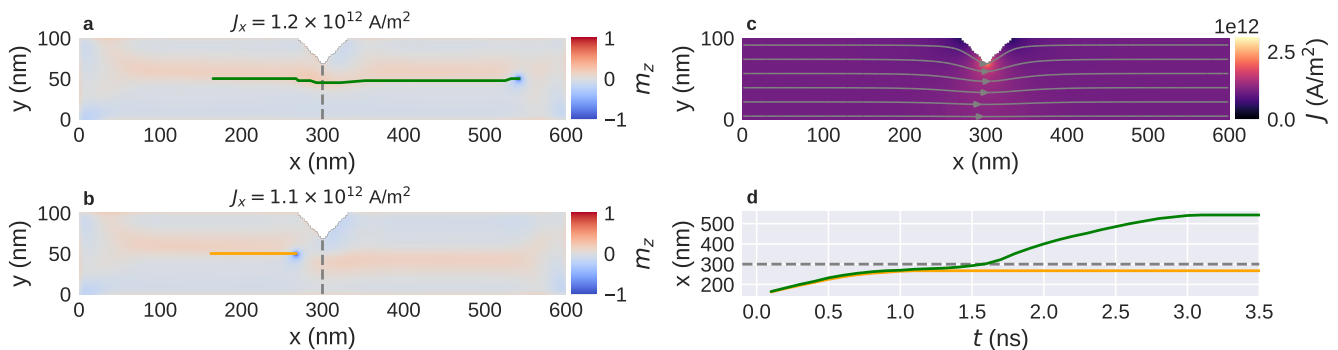 a
J_x = 1.2 × 10^12 A/m^2
100
50
0
y (nm)
0 100 200 300 400 500 600
x (nm)
1
0
−1
m_z
b
J_x = 1.1 × 10^12 A/m^2
100
50
0
y (nm)
0 100 200 300 400 500 600
x (nm)
1
0
−1
m_z
c
1e12
100
50
0
y (nm)
0 100 200 300 400 500 600
x (nm)
2.5
0.0
J (A/m^2)
d
500
400
300
200
x (nm)
0.0 0.5 1.0 1.5 2.0 2.5 3.0 3.5
t (ns)